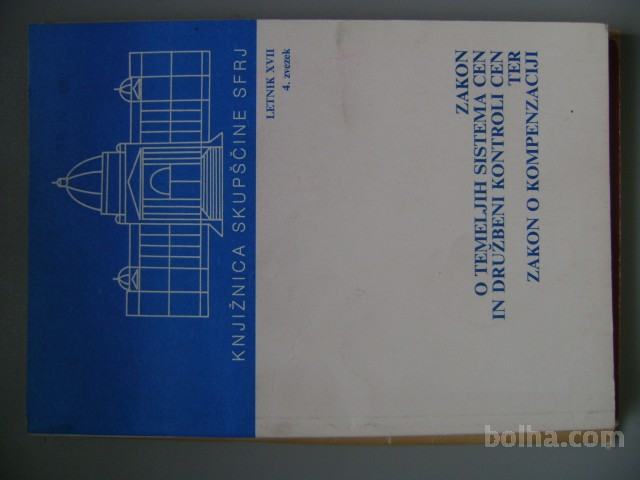 KNJIŽNICA SKUPŠČINE SFRJ
LETNIK XVII
4. zvezek
ZAKON
O TEMELJIH SISTEMA CEN
IN DRUŽBENI KONTROLI CEN
TER
ZAKON O KOMPENZACIJI
bolha.com